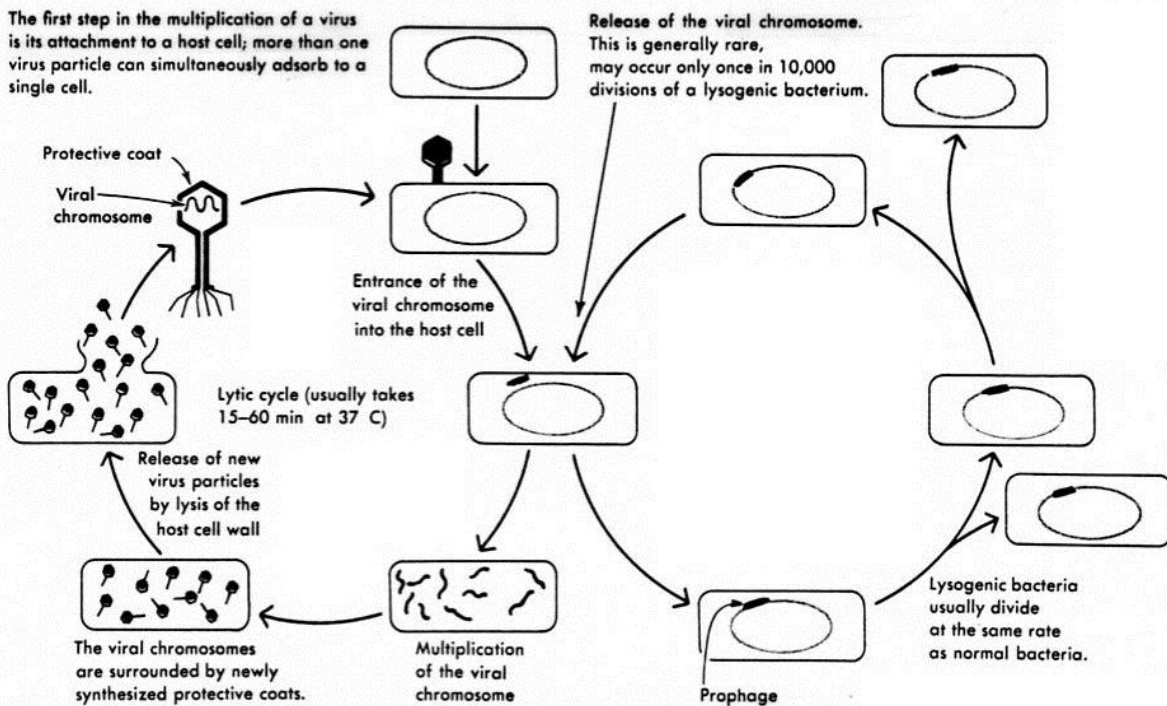 The first step in the multiplication of a virus
is its attachment to a host cell; more than one
virus particle can simultaneously adsorb to a
single cell.
Release of the viral chromosome.
This is generally rare,
may occur only once in 10,000
divisions of a lysogenic bacterium.
Protective coat
Viral
chromosome
Entrance of the
viral chromosome
into the host cell
Lytic cycle (usually takes
15–60 min at 37 C)
Release of new
virus particles
by lysis of the
host cell wall
The viral chromosomes
are surrounded by newly
synthesized protective coats.
Multiplication
of the viral
chromosome
Prophage
Lysogenic bacteria
usually divide
at the same rate
as normal bacteria.